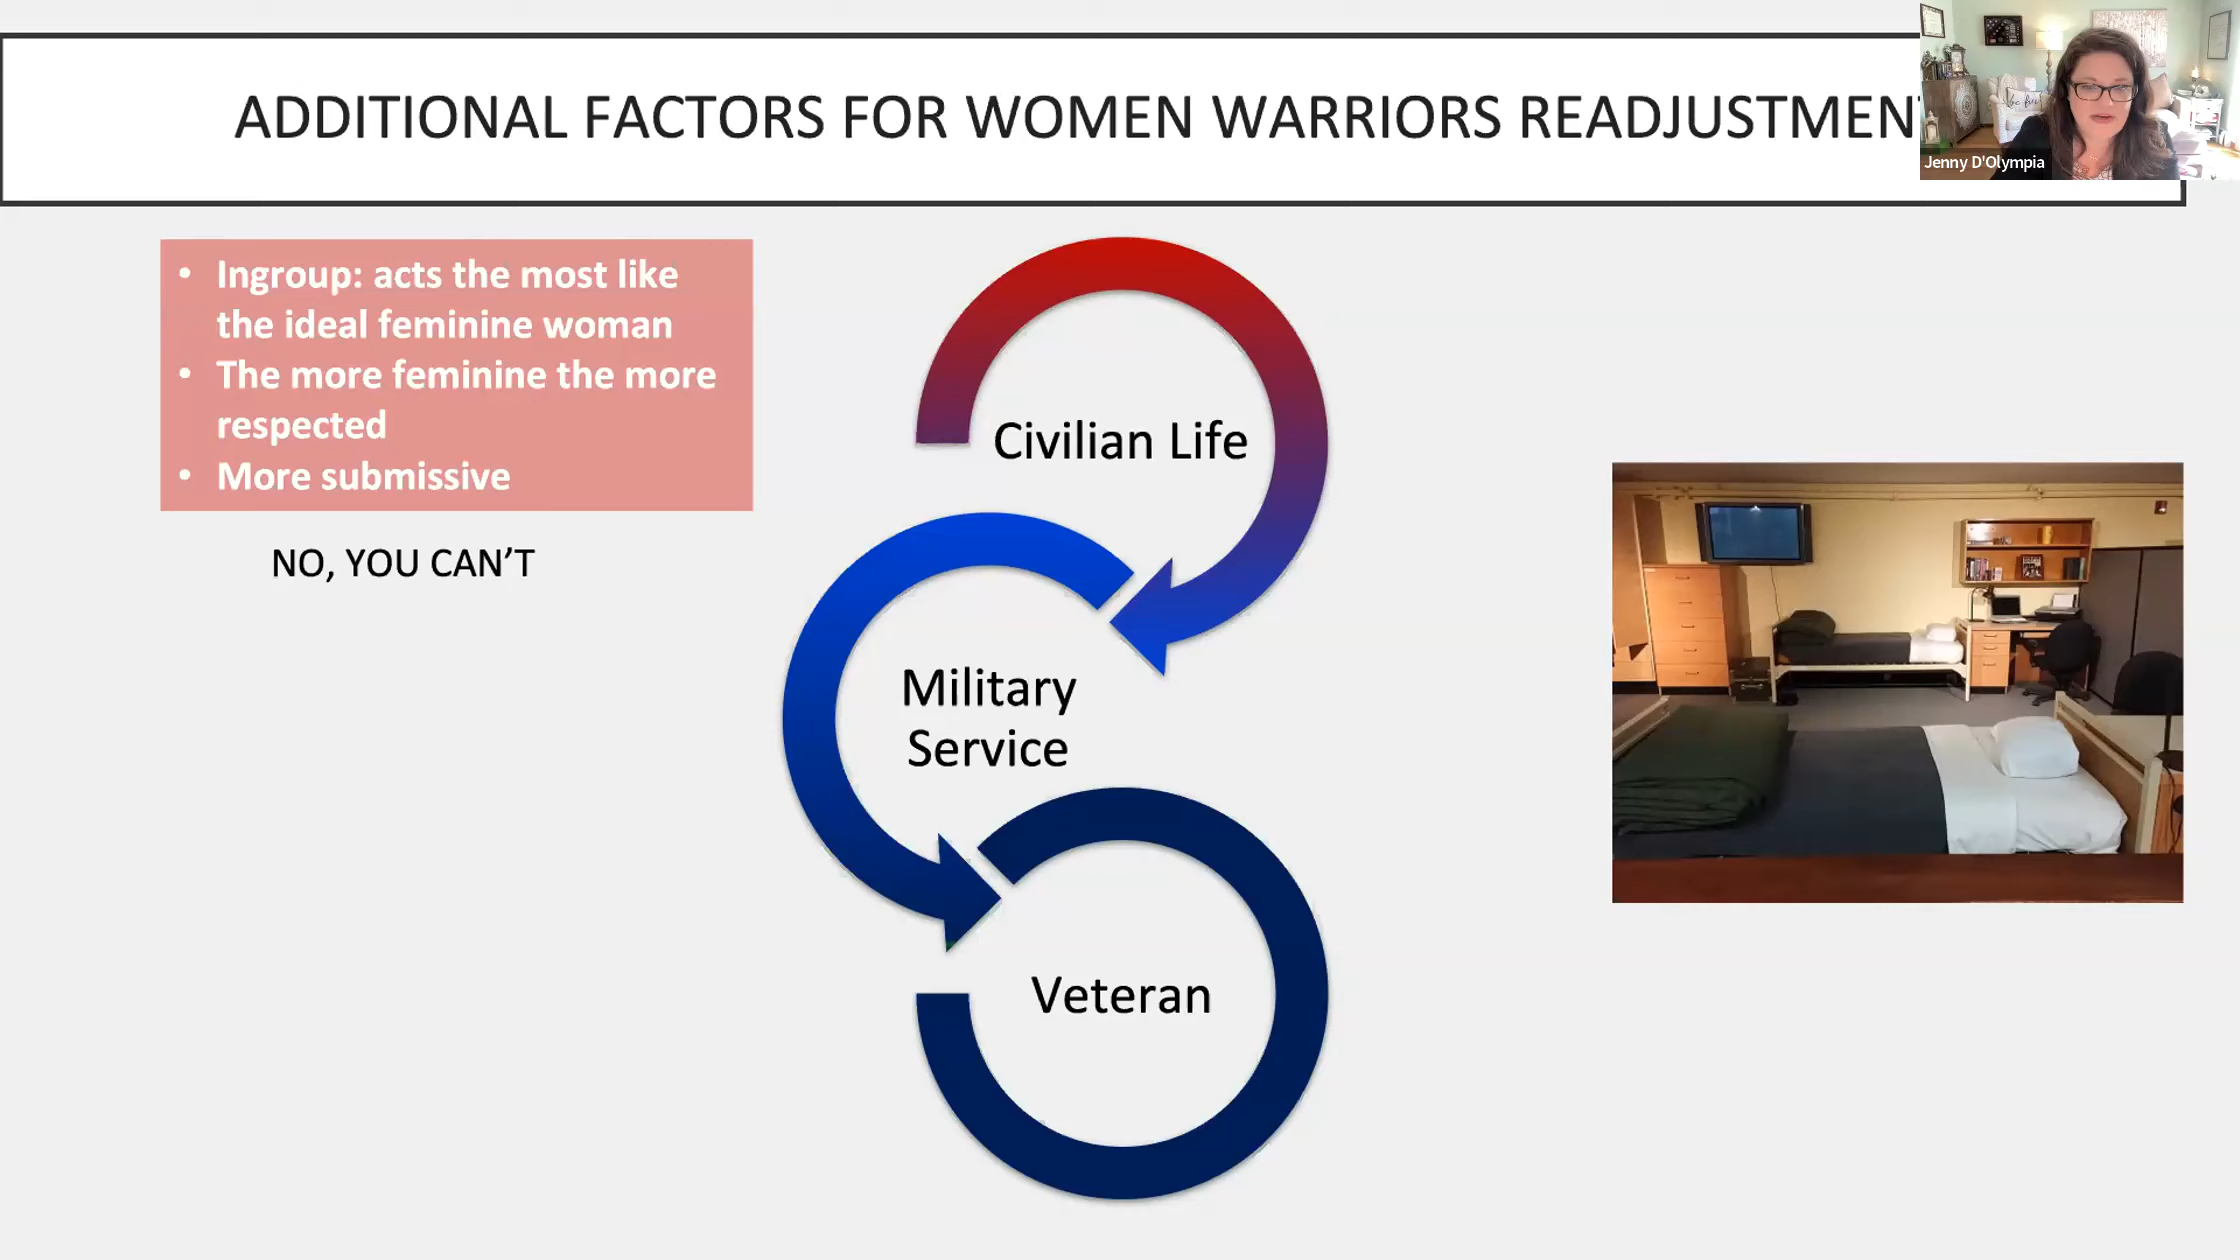 ADDITIONAL FACTORS FOR WOMEN WARRIORS READJUSTMEN
Jenny D'Olympia
• Ingroup: acts the most like
the ideal feminine woman
• The more feminine the more
respected
• More submissive
NO, YOU CAN'T
Civilian Life
Military
Service
Veteran